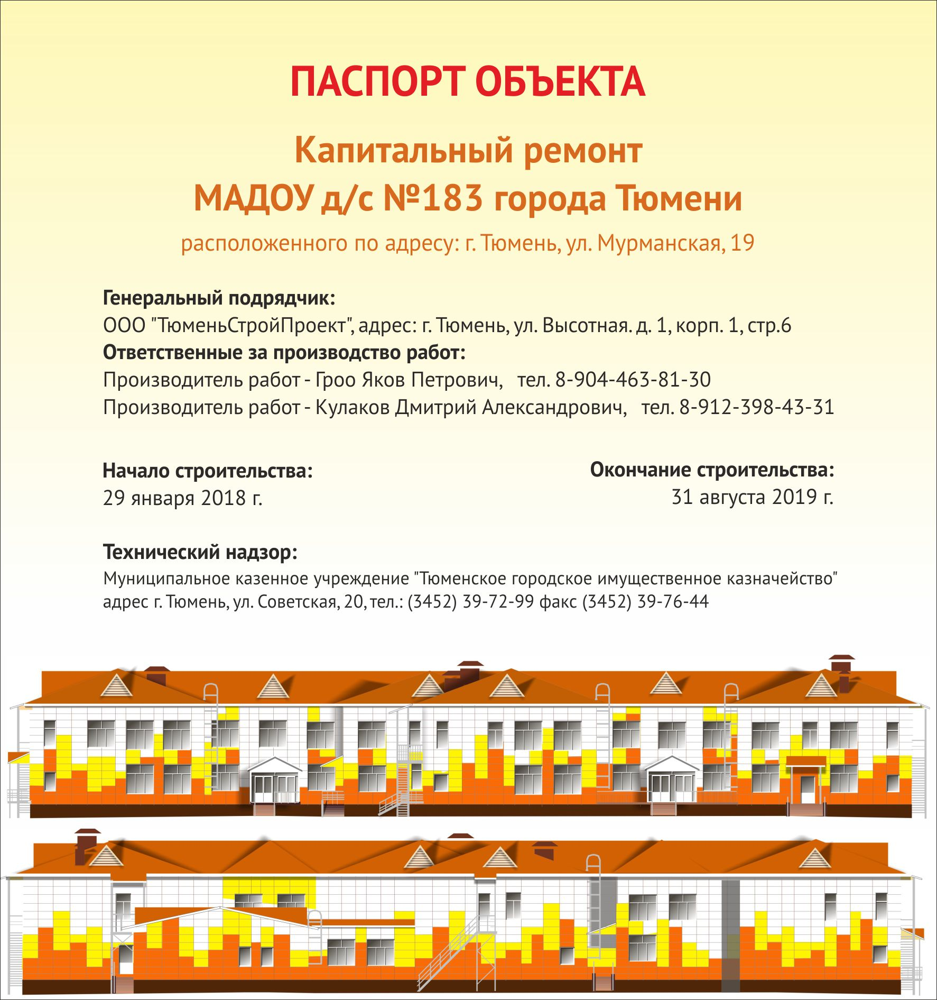 ПАСПОРТ ОБЪЕКТА
Капитальный ремонт
МАДОУ д/с №183 города Тюмени
расположенного по адресу: г. Тюмень, ул. Мурманская, 19
Генеральный подрядчик:
ООО "ТюменьСтройПроект", адрес: г. Тюмень, ул. Высотная. д. 1, корп. 1, стр.6
Ответственные за производство работ:
Производитель работ - Гроо Яков Петрович, тел. 8-904-463-81-30
Производитель работ - Кулаков Дмитрий Александрович, тел. 8-912-398-43-31
Начало строительства:
29 января 2018 г.
Окончание строительства:
31 августа 2019 г.
Технический надзор:
Муниципальное казенное учреждение "Тюменское городское имущественное казначейство"
адрес г. Тюмень, ул. Советская, 20, тел.: (3452) 39-72-99 факс (3452) 39-76-44